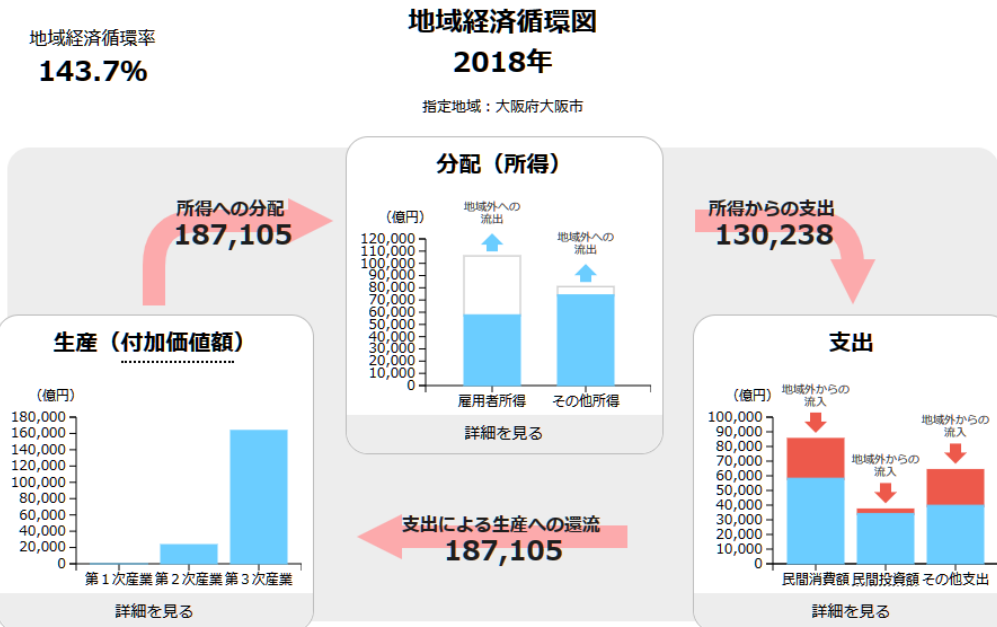 地域経済循環図
2018年
指定地域：大阪府大阪市
地域経済循環率
143.7%
所得への分配
187,105
分配（所得）
（億円）
地域外への
流出
地域外への
流出
120,000
110,000
100,000
90,000
80,000
70,000
60,000
50,000
40,000
30,000
20,000
10,000
0
雇用者所得 その他所得
詳細を見る
所得からの支出
130,238
生産（付加価値額）
（億円）
180,000
160,000
140,000
120,000
100,000
80,000
60,000
40,000
20,000
0
第１次産業 第２次産業 第３次産業
詳細を見る
支出による生産への還流
187,105
支出
（億円）
地域外からの
流入
地域外からの
流入
地域外からの
流入
100,000
90,000
80,000
70,000
60,000
50,000
40,000
30,000
20,000
10,000
0
民間消費額 民間投資額 その他支出
詳細を見る